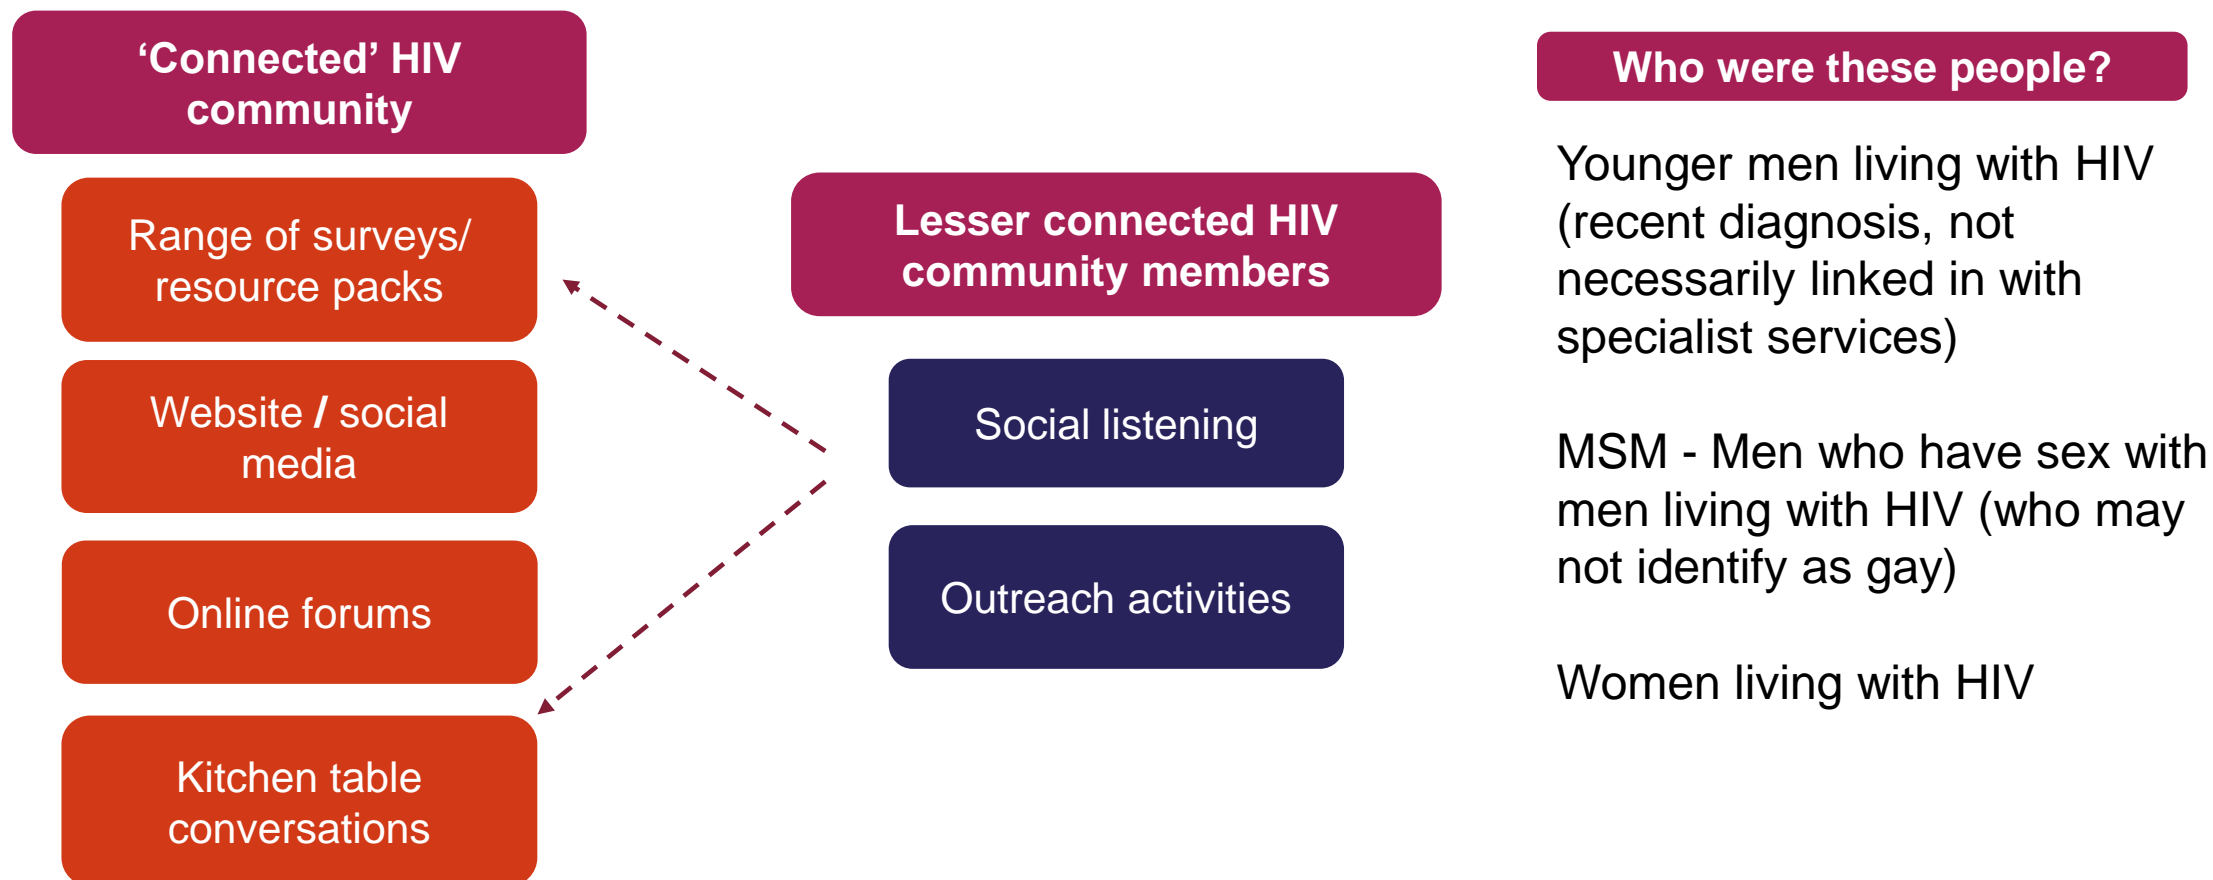 ‘Connected’ HIV
community
Range of surveys/
resource packs
Website / social
media
Online forums
Kitchen table
conversations
Lesser connected HIV
community members
Social listening
Outreach activities
Who were these people?
Younger men living with HIV
(recent diagnosis, not
necessarily linked in with
specialist services)
MSM - Men who have sex with
men living with HIV (who may
not identify as gay)
Women living with HIV